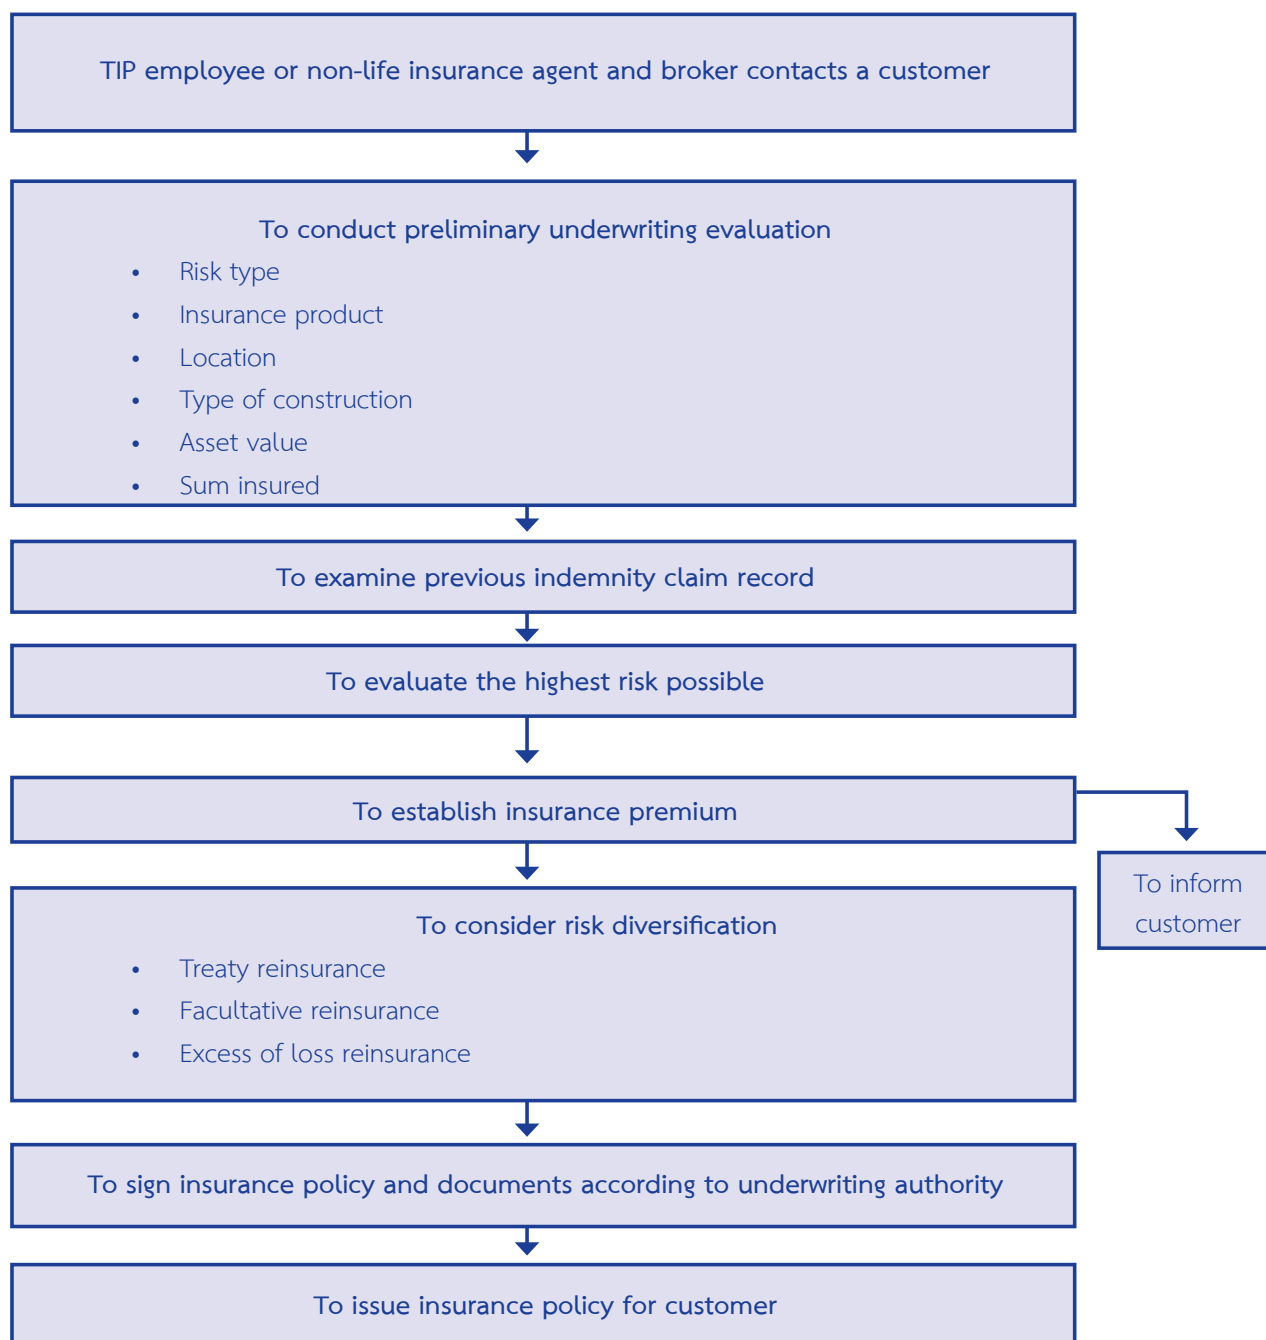 TIP employee or non-life insurance agent and broker contacts a customer
To conduct preliminary underwriting evaluation
• Risk type
• Insurance product
• Location
• Type of construction
• Asset value
• Sum insured
To examine previous indemnity claim record
To evaluate the highest risk possible
To establish insurance premium
To inform
customer
To consider risk diversification
• Treaty reinsurance
• Facultative reinsurance
• Excess of loss reinsurance
To sign insurance policy and documents according to underwriting authority
To issue insurance policy for customer